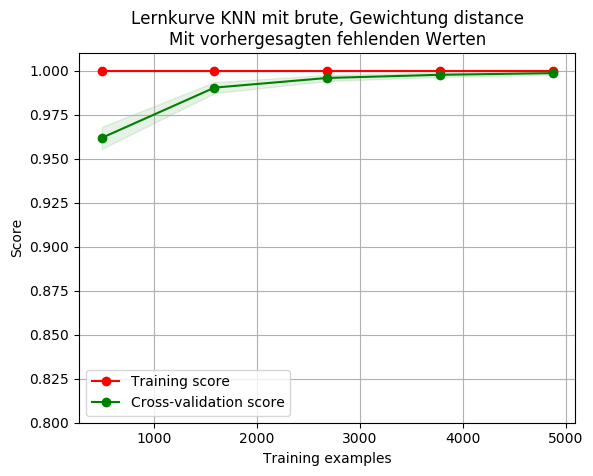 Lernkurve KNN mit brute, Gewichtung distance
Mit vorhergesagten fehlenden Werten
1.000
0.975
0.950
0.925
0.900
0.875
0.850
0.825
0.800
Score
Training score
Cross-validation score
1000
2000
3000
4000
5000
Training examples